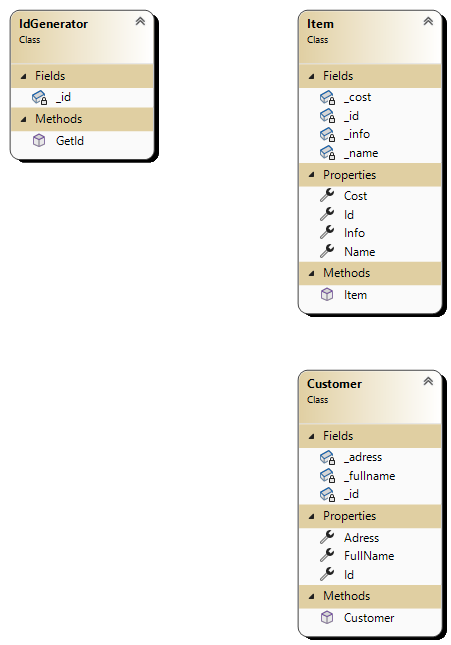 IdGenerator
Class
Fields
_id
Methods
GetId
Item
Class
Fields
_cost
_id
_info
_name
Properties
Cost
Id
Info
Name
Methods
Item
Customer
Class
Fields
_adress
_fullname
_id
Properties
Adress
FullName
Id
Methods
Customer